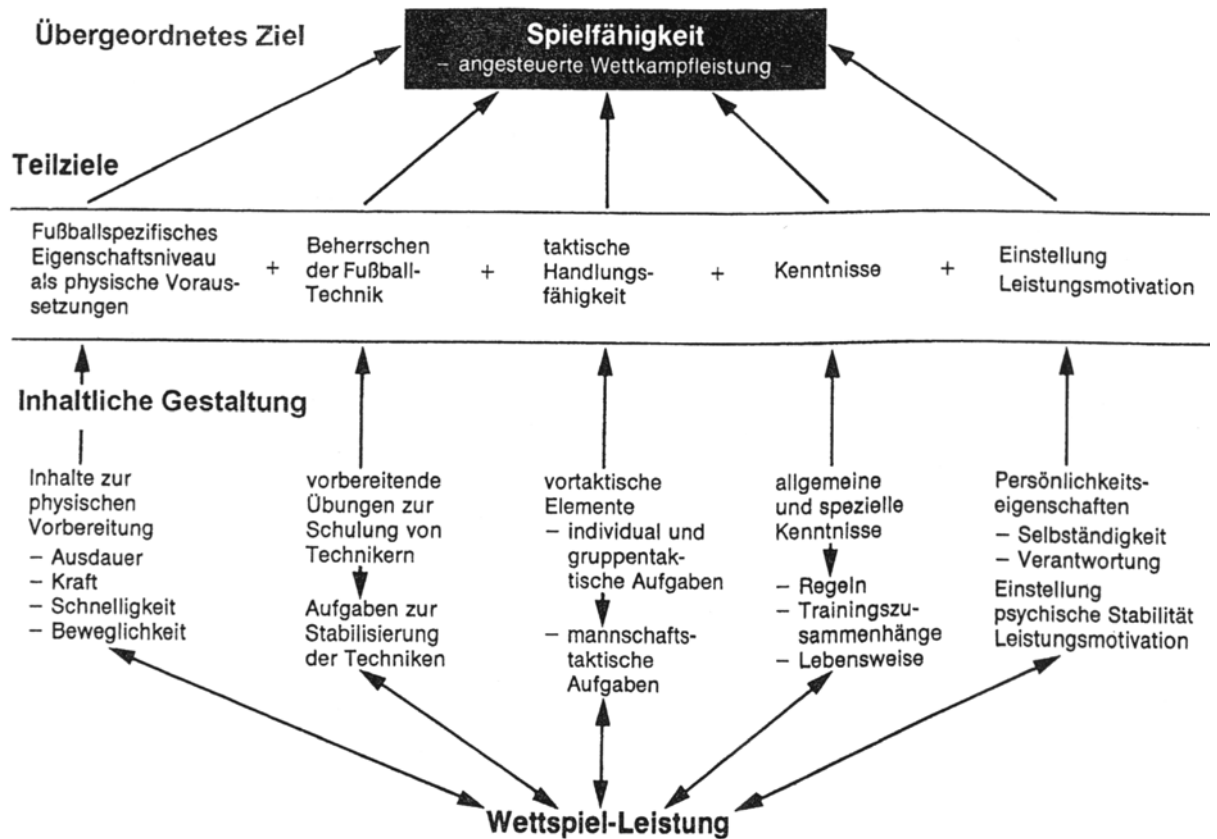 Übergeordnetes Ziel
Spielfähigkeit
– angesteuerte Wettkampfleistung –
Teilziele
Fußballspezifisches
Eigenschaftsniveau
als physische Voraus-
setzungen
+
Beherrschen
der Fußball-
Technik
+
taktische
Handlungs-
fähigkeit
+
Kenntnisse
+
Einstellung
Leistungsmotivation
Inhaltliche Gestaltung
Inhalte zur
physischen
Vorbereitung
– Ausdauer
– Kraft
– Schnelligkeit
– Beweglichkeit
vorbereitende
Übungen zur
Schulung von
Technikern
Aufgaben zur
Stabilisierung
der Techniken
vortaktische
Elemente
– individual und
gruppentak-
tische Aufgaben
– mannschafts-
taktische
Aufgaben
allgemeine
und spezielle
Kenntnisse
– Regeln
– Trainingszu-
sammenhänge
– Lebensweise
Persönlichkeits-
eigenschaften
– Selbständigkeit
– Verantwortung
Einstellung
psychische Stabilität
Leistungsmotivation
Wettspiel-Leistung